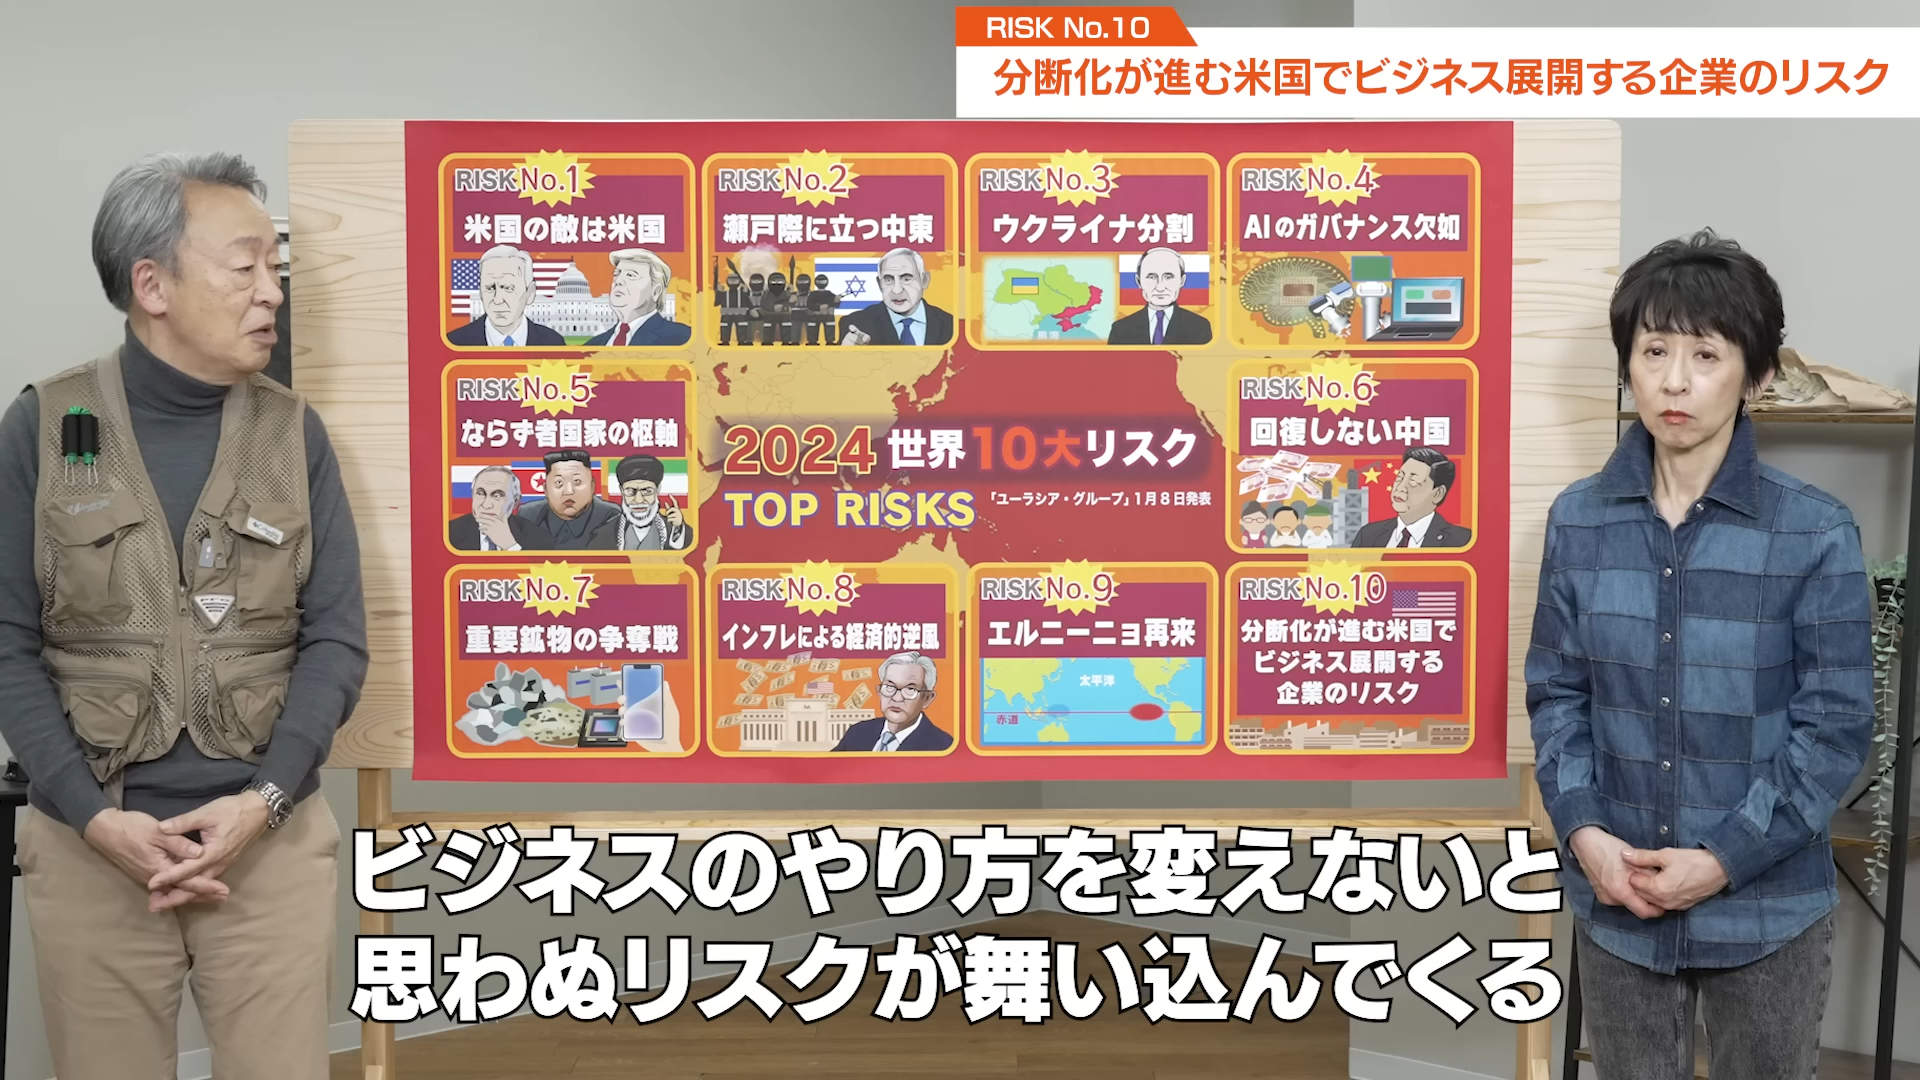 RISK No.10
分断化が進む米国でビジネス展開する企業のリスク
RISK No.1
米国の敵は米国
RISK No.2
瀬戸際に立つ中東
RISK No.3
ウクライナ分割
RISK No.4
AIのガバナンス欠如
RISK No.5
ならず者国家の枢軸
2024 世界10大リスク
TOP RISKS 「ユーラシア・グループ」1月8日発表
RISK No.6
回復しない中国
RISK No.7
重要鉱物の争奪戦
RISK No.8
インフレによる経済的逆風
RISK No.9
エルニーニョ再来
太平洋
赤道
RISK No.10
分断化が進む米国で
ビジネス展開する
企業のリスク
ビジネスのやり方を変えないと
思わぬリスクが舞い込んでくる